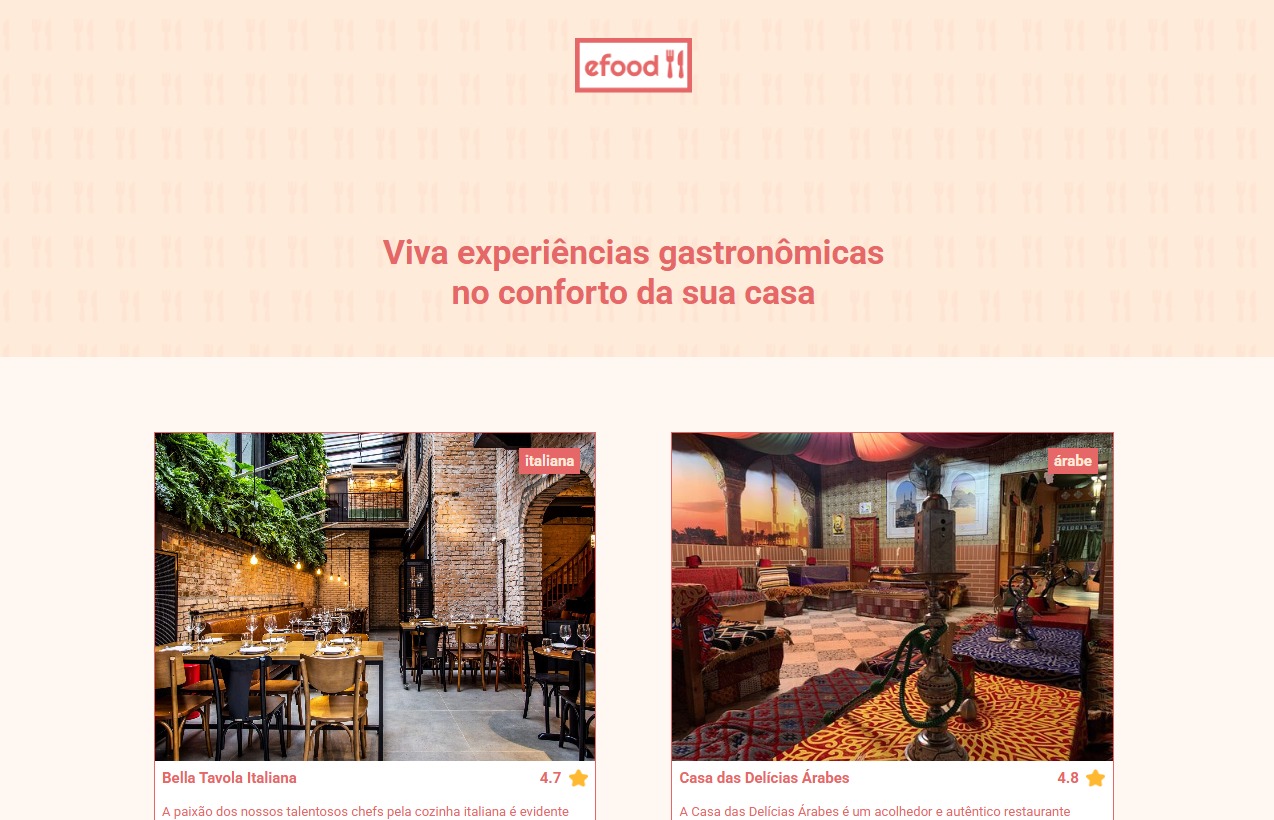 efood
Viva experiências gastronômicas
no conforto da sua casa
italiana
árabe
Bella Tavola Italiana
4.7
Casa das Delícias Árabes
4.8
A paixão dos nossos talentosos chefs pela cozinha italiana é evidente
A Casa das Delícias Árabes é um acolhedor e autêntico restaurante